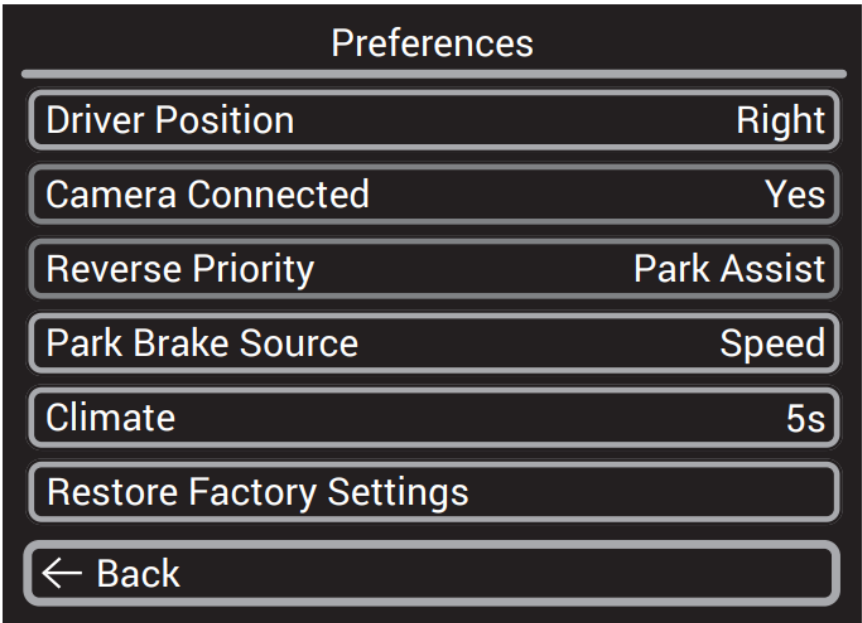 Preferences
Driver Position Right
Camera Connected Yes
Reverse Priority Park Assist
Park Brake Source Speed
Climate 5s
Restore Factory Settings
← Back